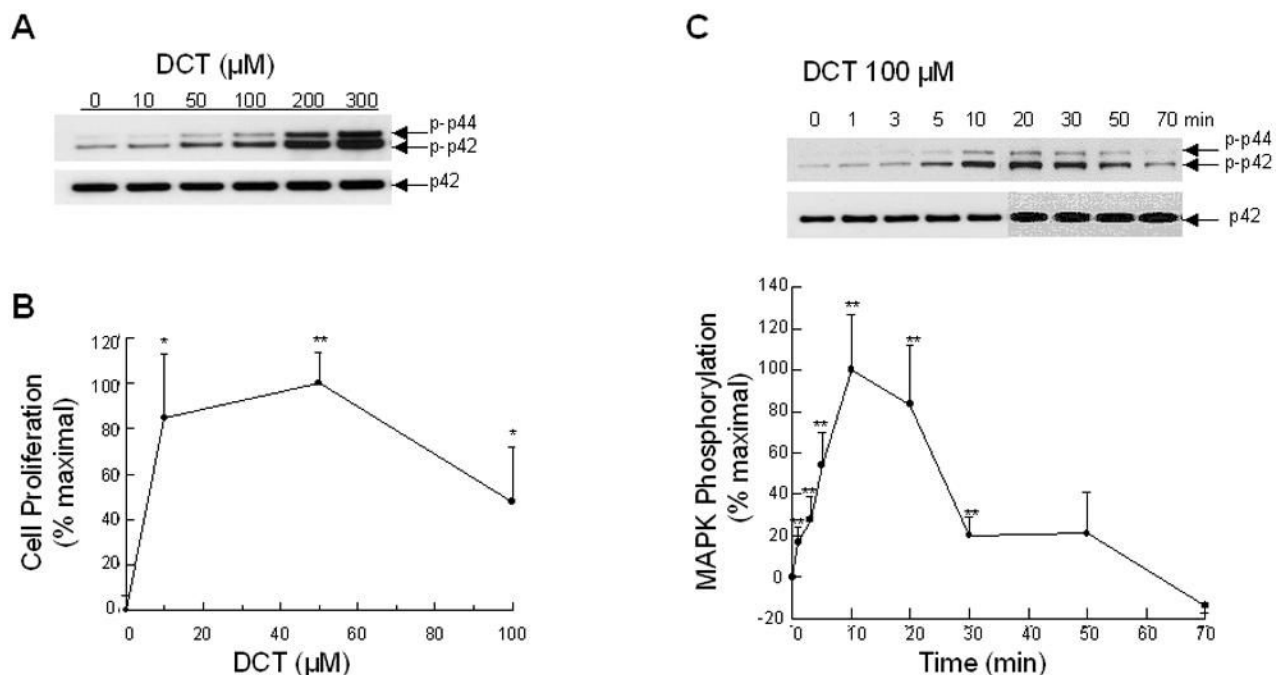 A
DCT (µM)
0 10 50 100 200 300
p-p44
p-p42
p42
B
Cell Proliferation
(% maximal)
120
100
80
60
40
20
0
* ** *
0 20 40 60 80 100
DCT (µM)
C
DCT 100 µM
0 1 3 5 10 20 30 50 70 min
p-p44
p-p42
p42
MAPK Phosphorylation
(% maximal)
140
120
100
80
60
40
20
0
-20
** ** ** ** ** **
0 10 20 30 40 50 60 70
Time (min)